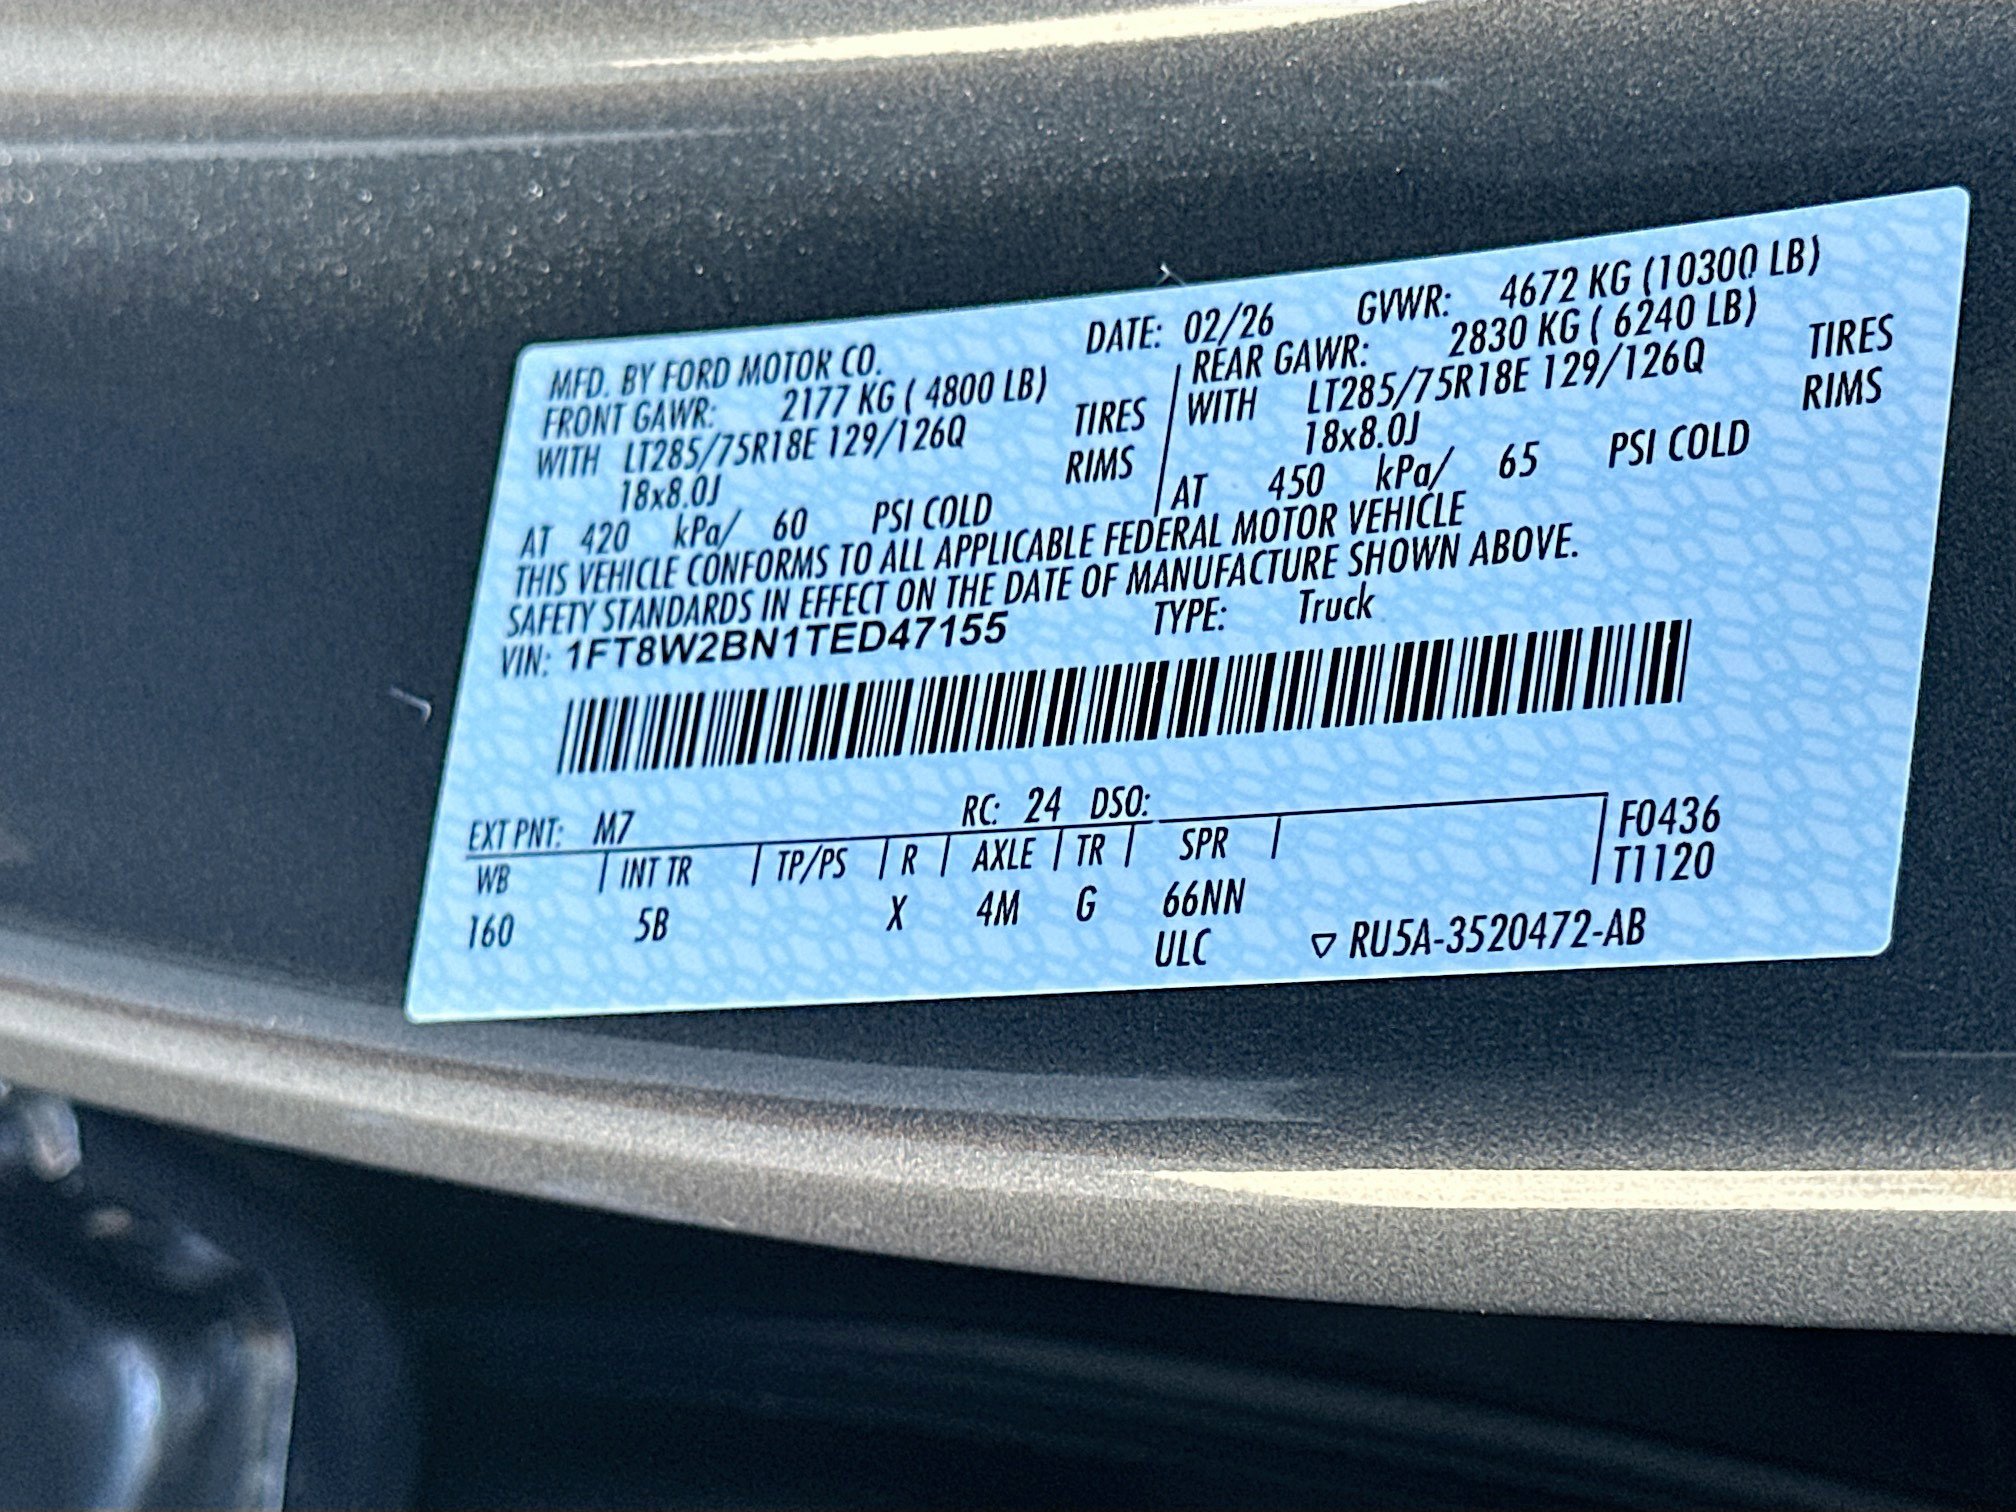 MFD. BY FORD MOTOR CO. DATE: 02/26 GVWR: 4672 KG (10300 LB)
FRONT GAWR: 2177 KG ( 4800 LB) REAR GAWR: 2830 KG ( 6240 LB)
WITH LT285/75R18E 129/126Q TIRES WITH LT285/75R18E 129/126Q TIRES
18x8.0J RIMS 18x8.0J RIMS
AT 420 kPa/ 60 PSI COLD AT 450 kPa/ 65 PSI COLD
THIS VEHICLE CONFORMS TO ALL APPLICABLE FEDERAL MOTOR VEHICLE
SAFETY STANDARDS IN EFFECT ON THE DATE OF MANUFACTURE SHOWN ABOVE.
VIN: 1FT8W2BN1TED47155 TYPE: Truck
EXT PNT: M7 RC: 24 DSO:
WB INT TR TP/PS R AXLE TR SPR F0436
T1120
160 5B X 4M G 66NN
ULC ▽ RU5A-3520472-AB